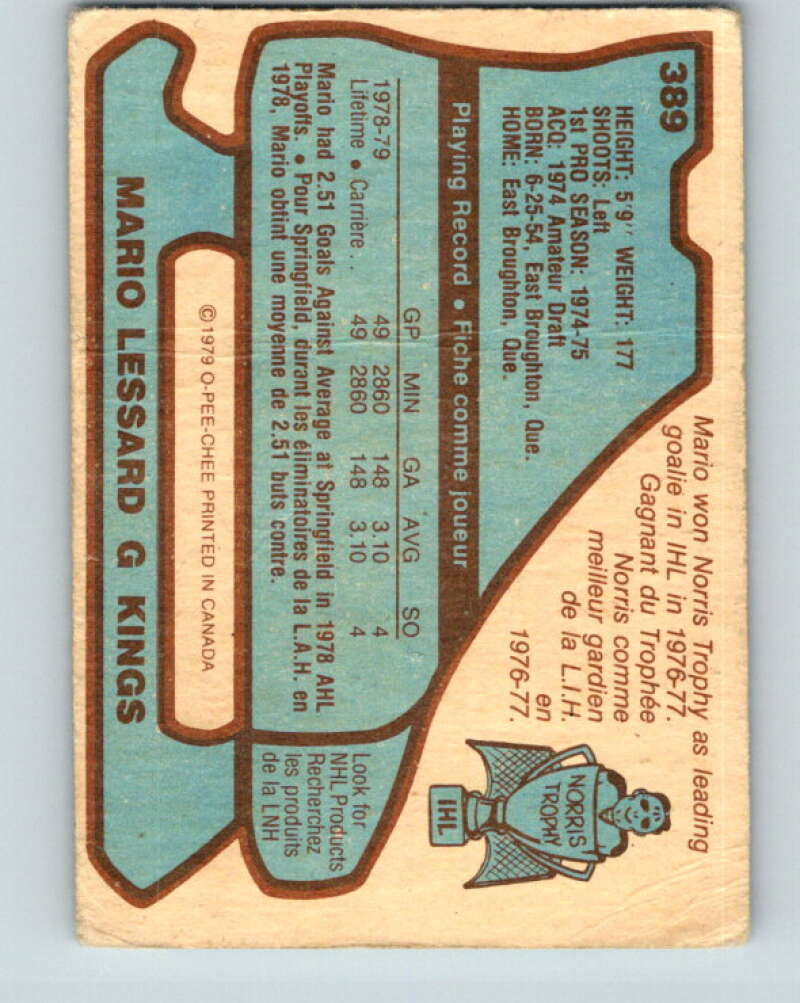 389
HEIGHT: 5'9" WEIGHT: 177
SHOOTS: Left
1st PRO SEASON: 1974-75
ACQ: 1974 Amateur Draft
BORN: 6-25-54, East Broughton, Que.
HOME: East Broughton, Que.
Mario won Norris Trophy as leading
goalie in IHL in 1976-77.
Gagnant du Trophée
Norris comme
meilleur gardien
de la L.I.H.
en
1976-77.
NORRIS
TROPHY
IHL
Playing Record • Fiche comme joueur
GP MIN GA AVG SO
1978-79 49 2860 148 3.10 4
Lifetime • Carrière . . 49 2860 148 3.10 4
Mario had 2.51 Goals Against Average at Springfield in 1978 AHL
Playoffs. • Pour Springfield, durant les éliminatoires de la L.A.H. en
1978, Mario obtint une moyenne de 2.51 buts contre.
Look for
NHL Products
Recherchez
les produits
de la LNH
©1979 O-PEE-CHEE PRINTED IN CANADA
MARIO LESSARD G KINGS